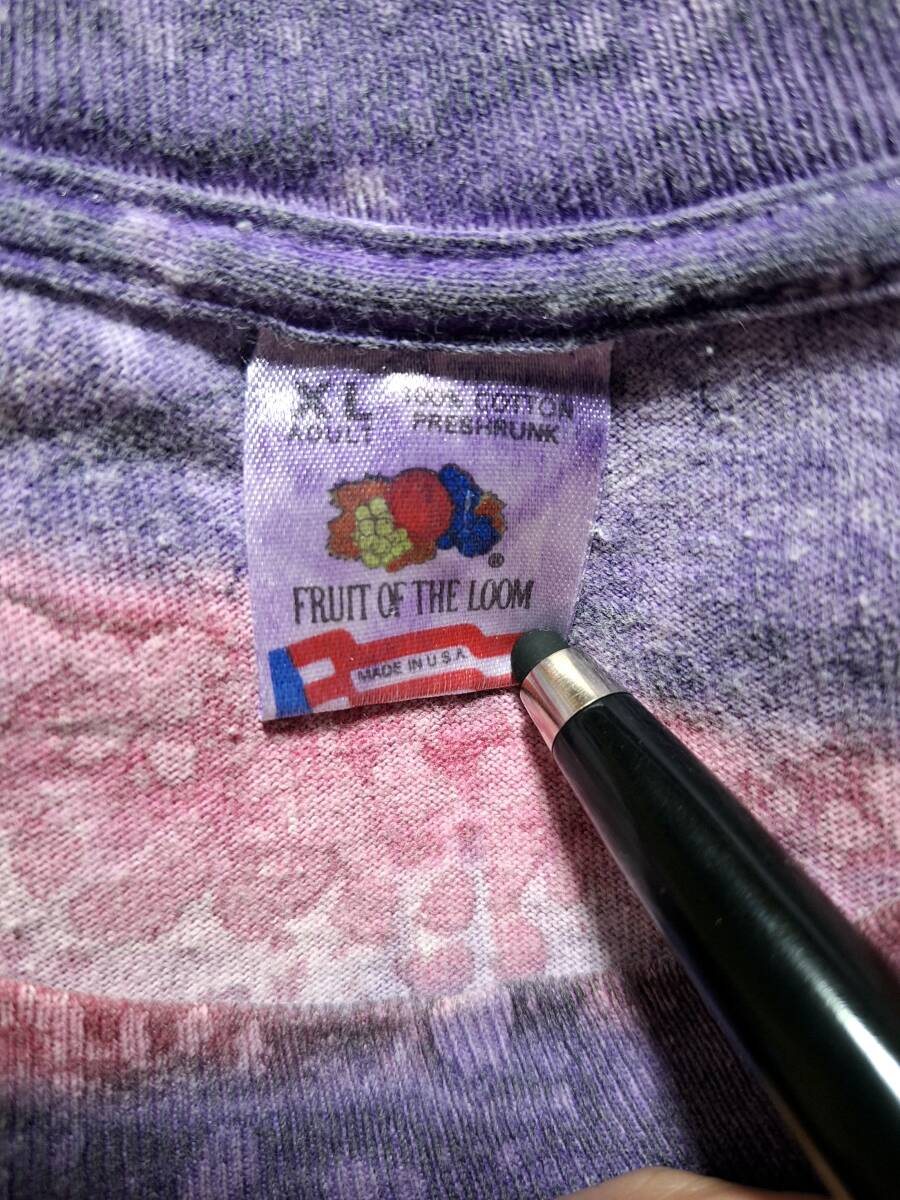 XL 100% COTTON
ADULT PRESHRUNK
®
FRUIT OF THE LOOM
MADE IN U.S.A.